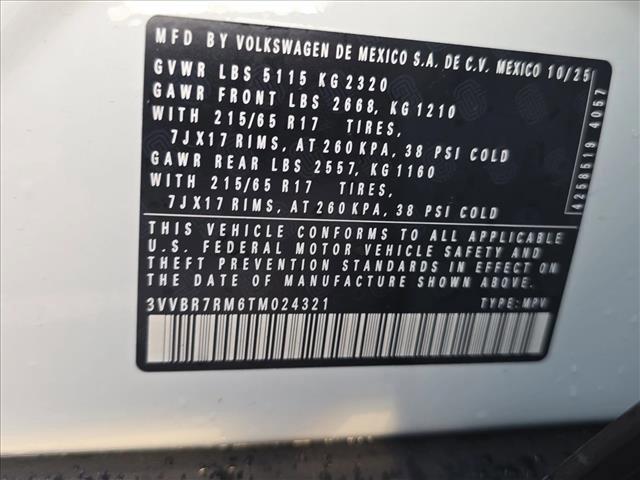 MFD BY VOLKSWAGEN DE MEXICO S.A. DE C.V. MEXICO 10/25
GVWR LBS 5115 KG 2320
GAWR FRONT LBS 2668, KG 1210
WITH 215/65 R17 TIRES,
7JX17 RIMS, AT 260 KPA, 38 PSI COLD
GAWR REAR LBS 2557, KG 1160
WITH 215/65 R17 TIRES,
7JX17 RIMS, AT 260 KPA, 38 PSI COLD
4258519 4057
THIS VEHICLE CONFORMS TO ALL APPLICABLE
U.S. FEDERAL MOTOR VEHICLE SAFETY AND
THEFT PREVENTION STANDARDS IN EFFECT ON
THE DATE OF MANUFACTURE SHOWN ABOVE.
3VVBR7RM6TM024321 TYPE: MPV